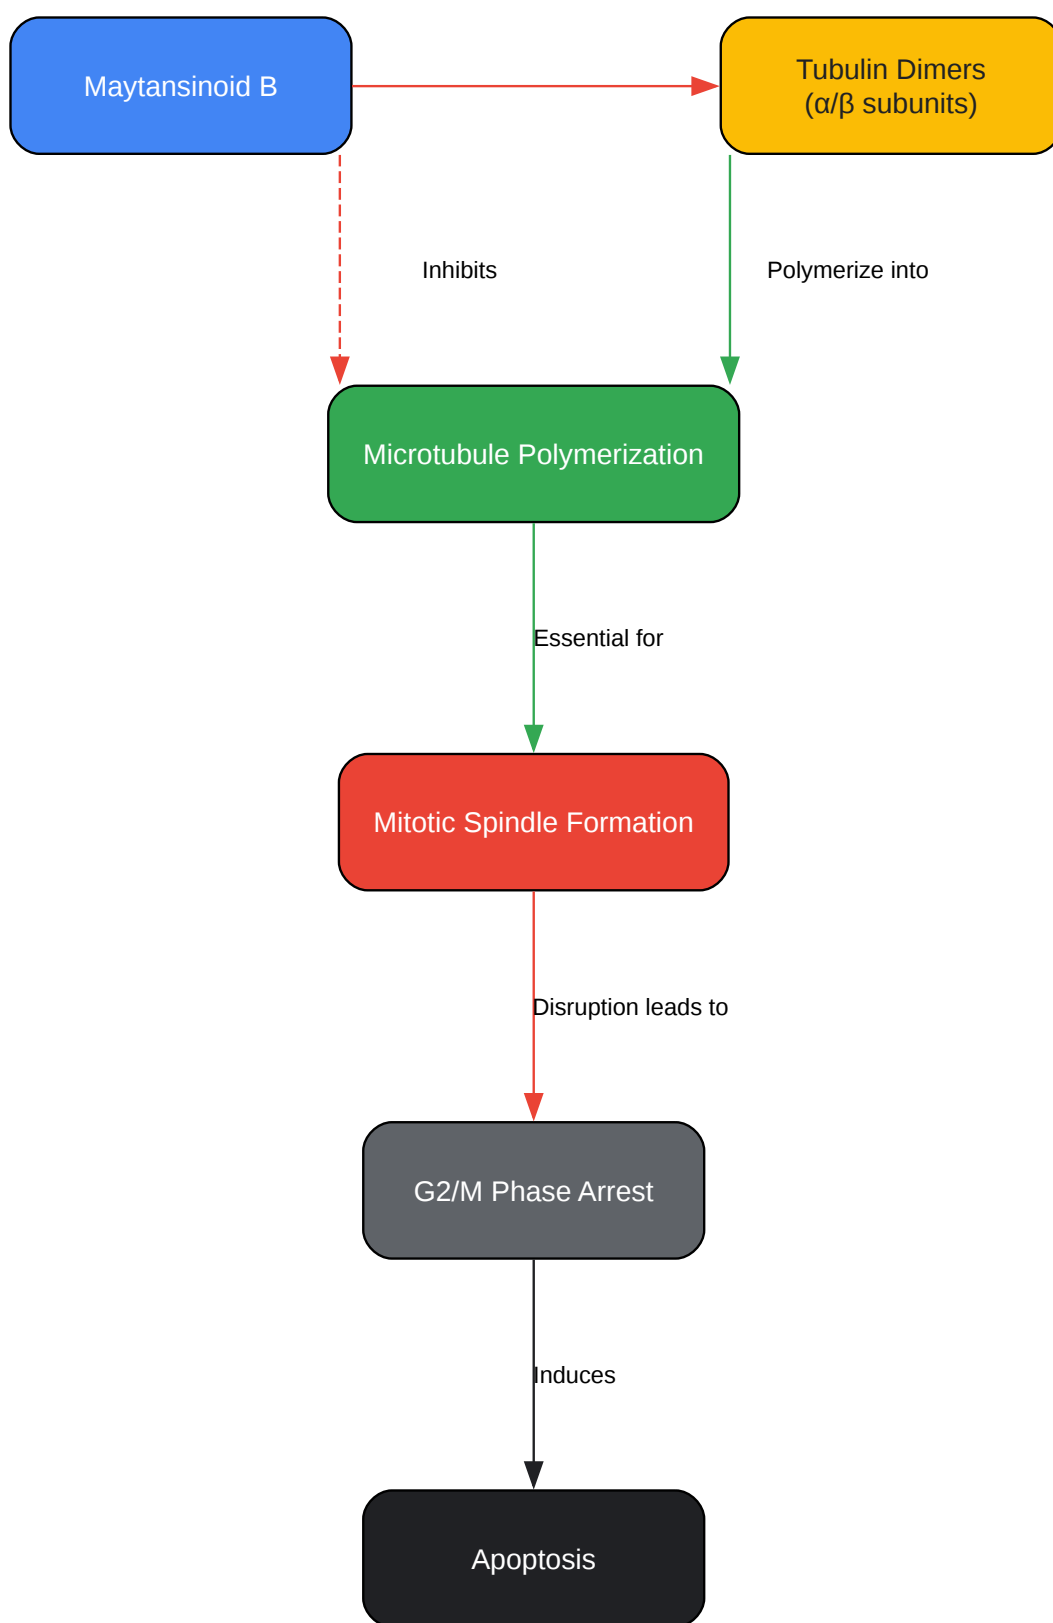 Maytansinoid B
Tubulin Dimers
(α/β subunits)
Inhibits
Polymerize into
Microtubule Polymerization
Essential for
Mitotic Spindle Formation
Disruption leads to
G2/M Phase Arrest
Induces
Apoptosis